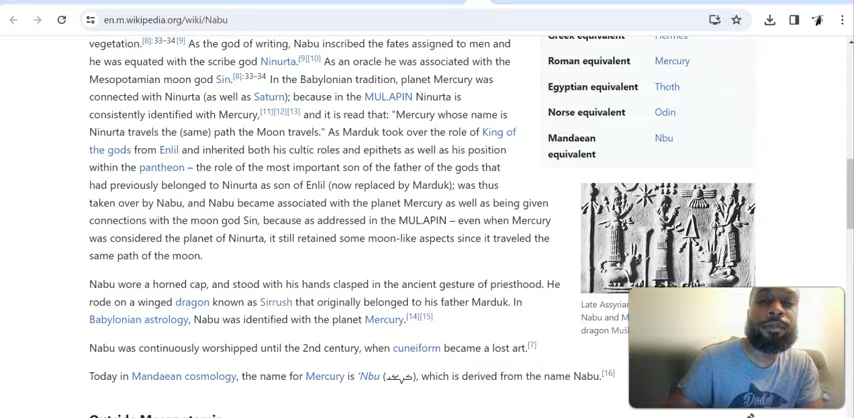 en.m.wikipedia.org/wiki/Nabu
vegetation.[8]:33–34[9] As the god of writing, Nabu inscribed the fates assigned to men and
he was equated with the scribe god Ninurta.[9][10] As an oracle he was associated with the
Mesopotamian moon god Sin.[8]:33–34 In the Babylonian tradition, planet Mercury was
connected with Ninurta (as well as Saturn); because in the MUL.APIN Ninurta is
consistently identified with Mercury,[11][12][13] and it is read that: "Mercury whose name is
Ninurta travels the (same) path the Moon travels." As Marduk took over the role of King of
the gods from Enlil and inherited both his cultic roles and epithets as well as his position
within the pantheon – the role of the most important son of the father of the gods that
had previously belonged to Ninurta as son of Enlil (now replaced by Marduk); was thus
taken over by Nabu, and Nabu became associated with the planet Mercury as well as being given
connections with the moon god Sin, because as addressed in the MUL.APIN – even when Mercury
was considered the planet of Ninurta, it still retained some moon-like aspects since it traveled the
same path of the moon.
Nabu wore a horned cap, and stood with his hands clasped in the ancient gesture of priesthood. He
rode on a winged dragon known as Sirrush that originally belonged to his father Marduk. In
Babylonian astrology, Nabu was identified with the planet Mercury.[14][15]
Nabu was continuously worshipped until the 2nd century, when cuneiform became a lost art.[7]
Today in Mandaean cosmology, the name for Mercury is ʿNbu (), which is derived from the name Nabu.[16]
Outside Mesopotamia
Greek equivalent Hermes
Roman equivalent Mercury
Egyptian equivalent Thoth
Norse equivalent Odin
Mandaean Nbu
equivalent
Late Assyrian
Nabu and M
dragon Muš